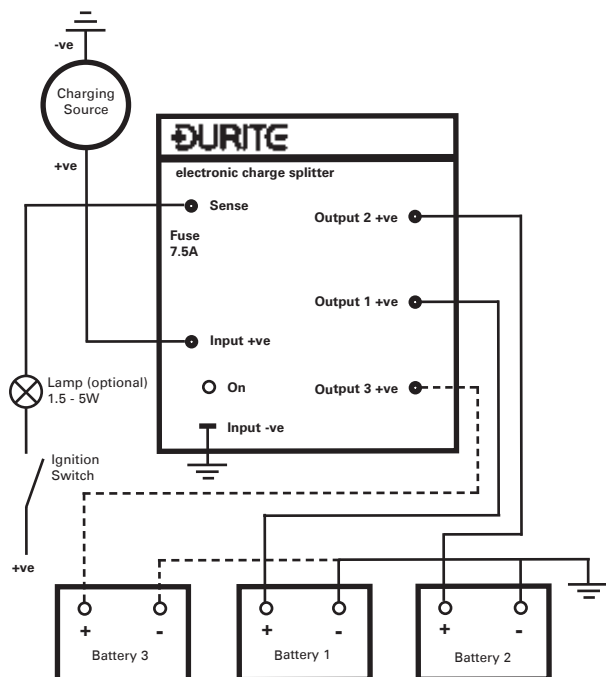 -ve
Charging
Source
+ve
DURITE
electronic charge splitter
Sense
Output 2 +ve
Fuse
7.5A
Output 1 +ve
Input +ve
Lamp (optional)
1.5 - 5W
On
Output 3 +ve
Input -ve
Ignition
Switch
+ve
+ -
Battery 3
+ -
Battery 1
+ -
Battery 2